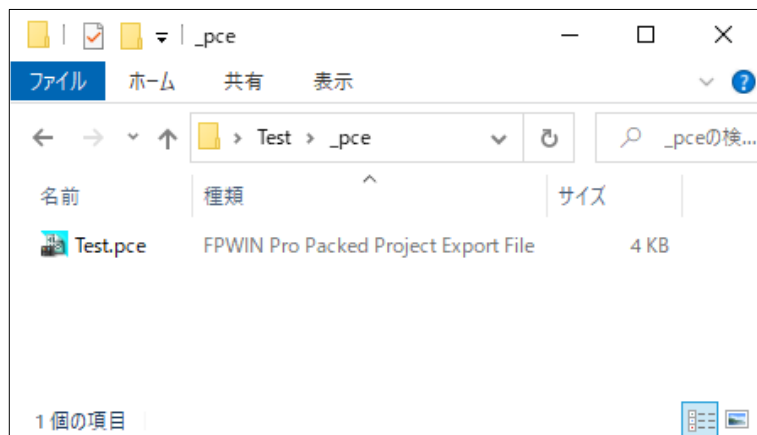 _pce
ファイル ホーム 共有 表示
Test _pce _pceの検...
名前 種類 サイズ
Test.pce FPWIN Pro Packed Project Export File 4 KB
1 個の項目